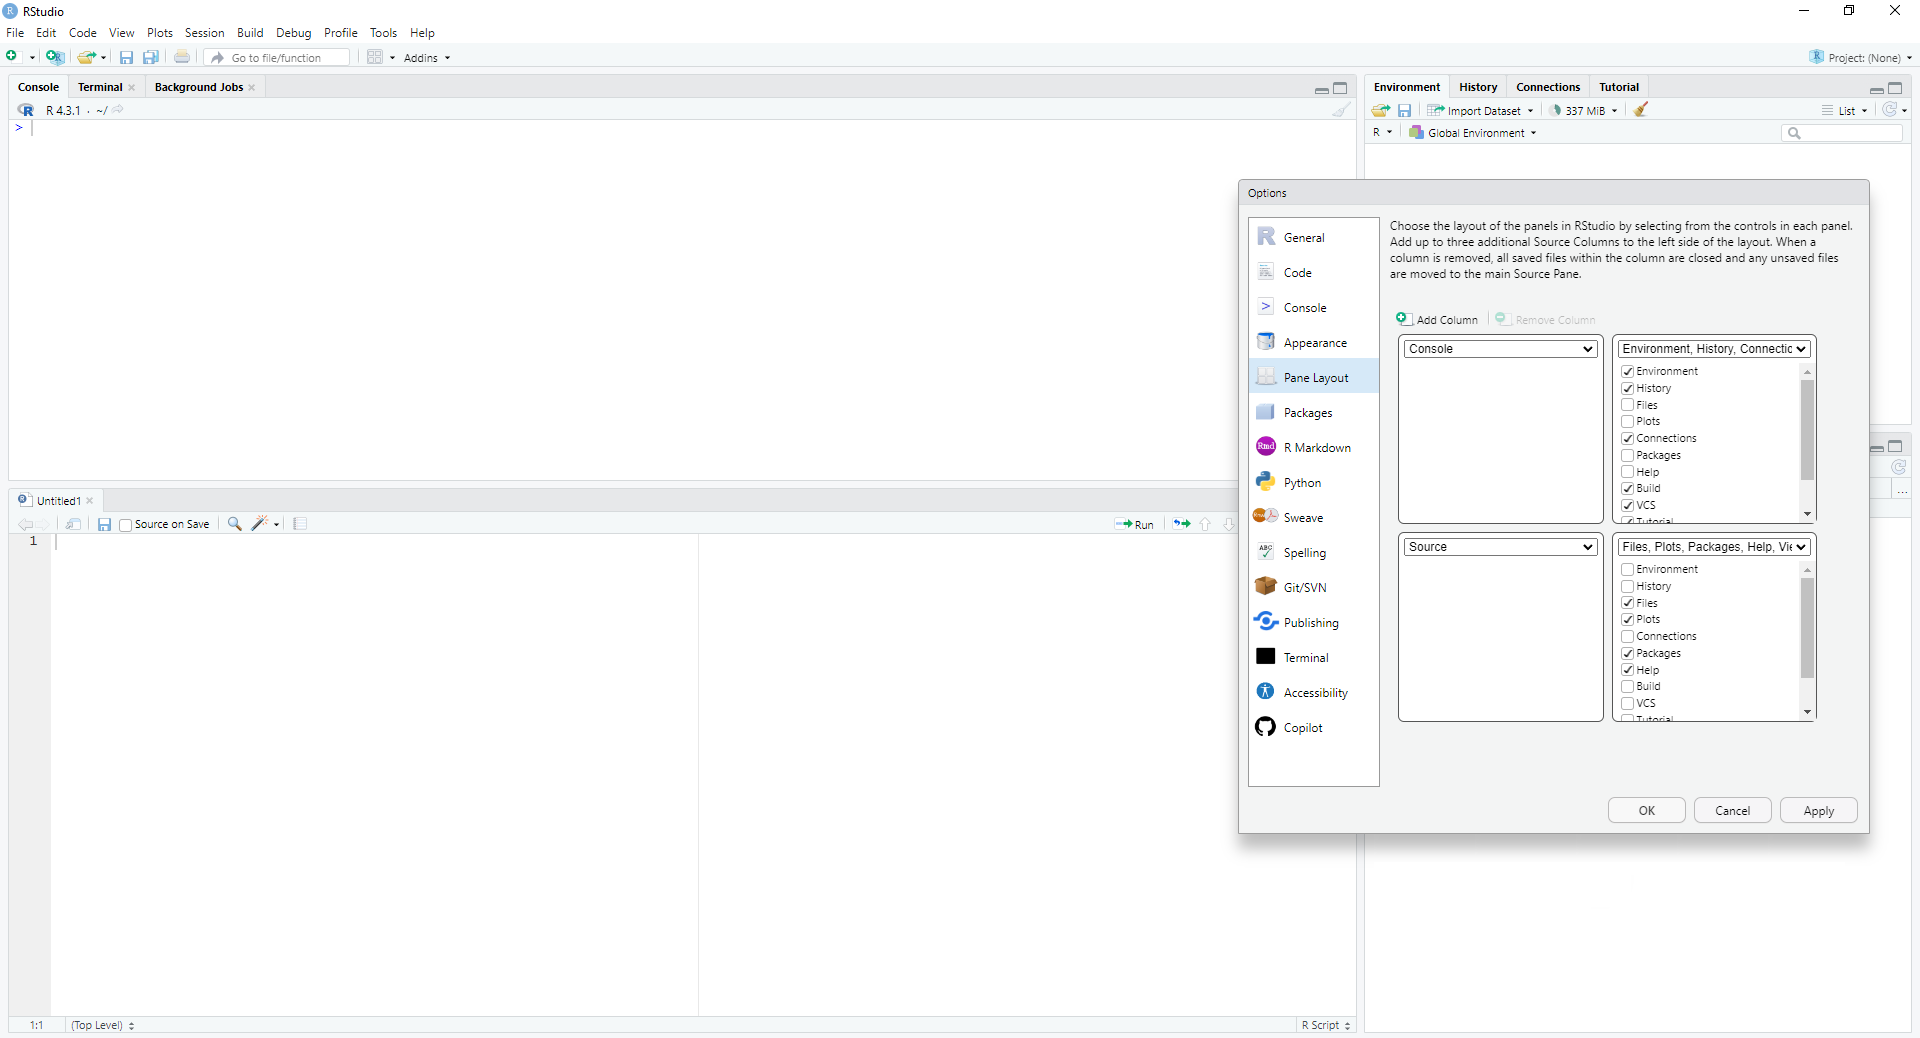 RStudio
File Edit Code View Plots Session Build Debug Profile Tools Help
Go to file/function Addins Project: (None)
Console Terminal Background Jobs
R 4.3.1 · ~/
>
Environment History Connections Tutorial
Import Dataset 337 MiB List
R Global Environment
Options
General
Code
Console
Appearance
Pane Layout
Packages
R Markdown
Python
Sweave
Spelling
Git/SVN
Publishing
Terminal
Accessibility
Copilot
Choose the layout of the panels in RStudio by selecting from the controls in each panel.
Add up to three additional Source Columns to the left side of the layout. When a
column is removed, all saved files within the column are closed and any unsaved files
are moved to the main Source Pane.
Add Column Remove Column
Console
Environment, History, Connectic
Environment
History
Files
Plots
Connections
Packages
Help
Build
VCS
Tutorial
Source
Files, Plots, Packages, Help, Vie
Environment
History
Files
Plots
Connections
Packages
Help
Build
VCS
Tutorial
OK Cancel Apply
Untitled1
Source on Save Run
1
1:1 (Top Level) R Script